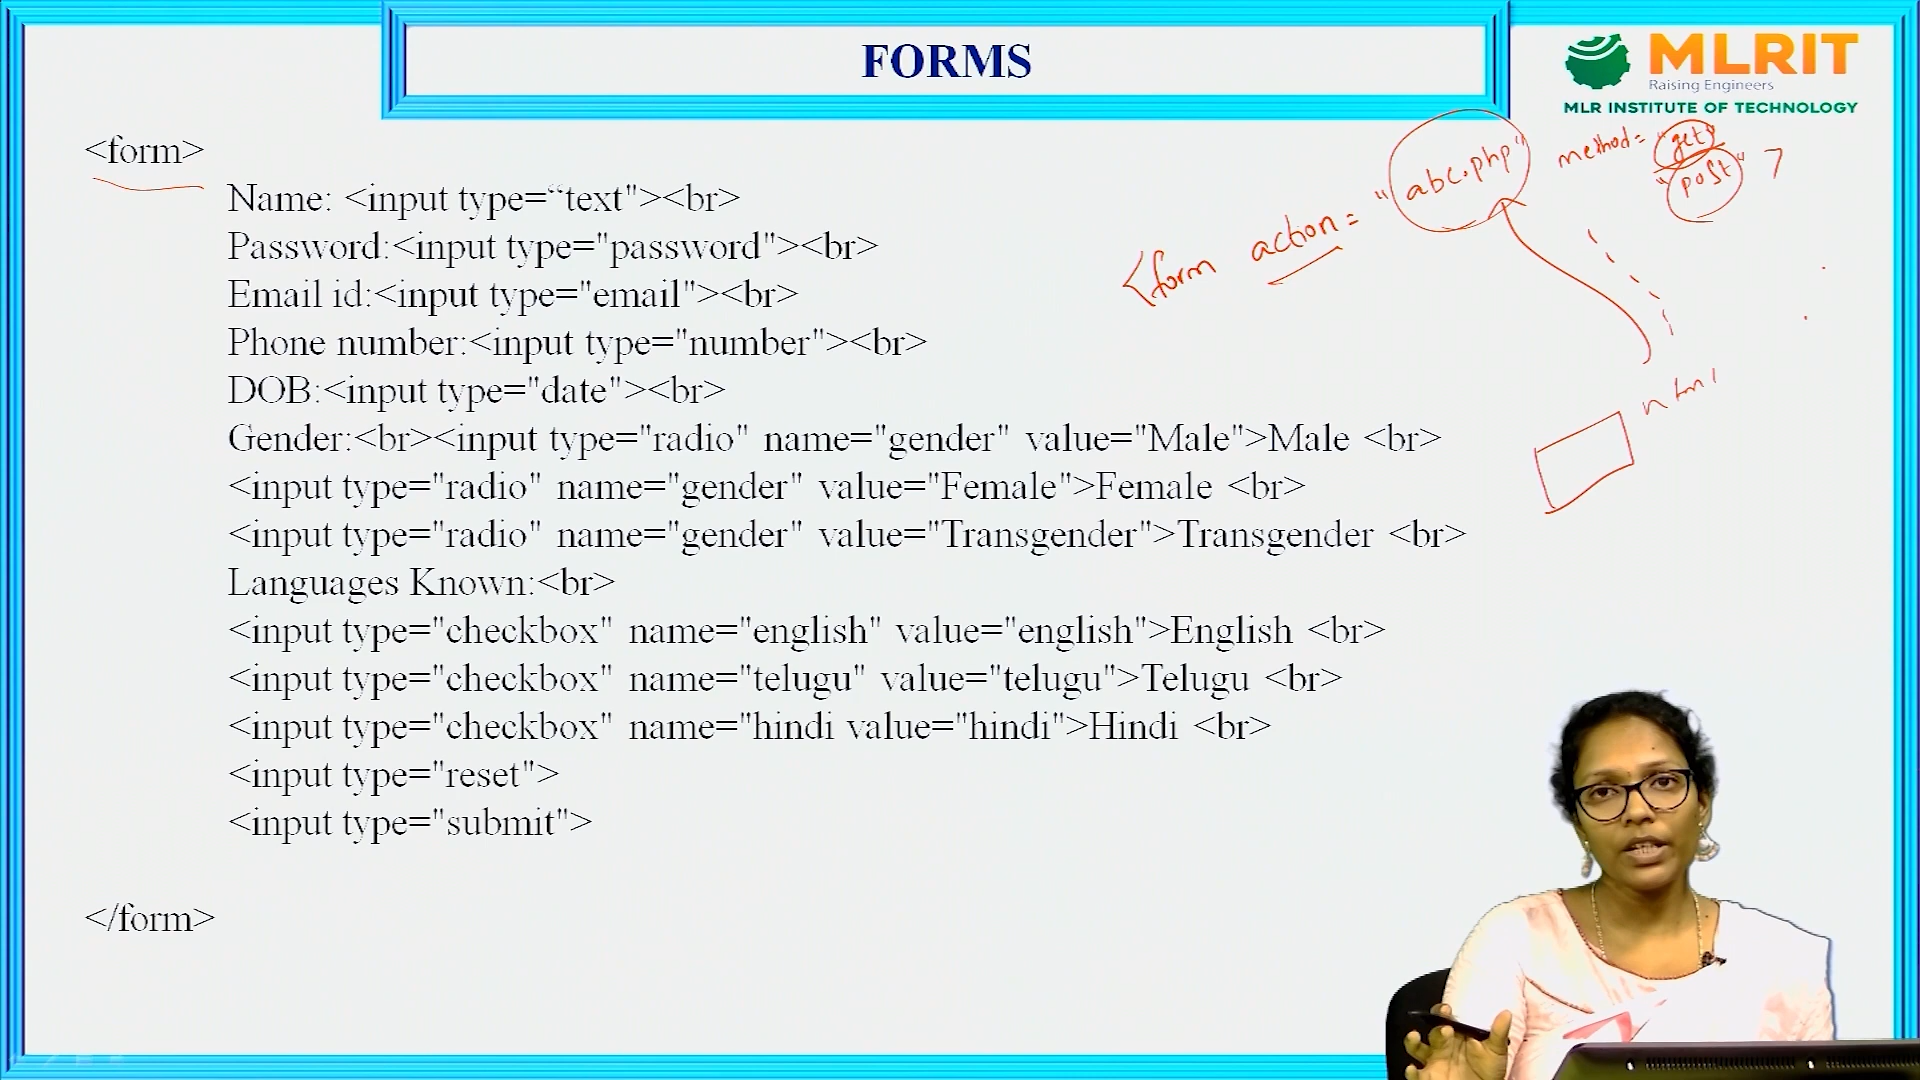 FORMS
MLRIT
Raising Engineers
MLR INSTITUTE OF TECHNOLOGY
<form>
Name: <input type=“text"><br>
Password:<input type="password"><br>
Email id:<input type="email"><br>
Phone number:<input type="number"><br>
DOB:<input type="date"><br>
Gender:<br><input type="radio" name="gender" value="Male">Male <br>
<input type="radio" name="gender" value="Female">Female <br>
<input type="radio" name="gender" value="Transgender">Transgender <br>
Languages Known:<br>
<input type="checkbox" name="english" value="english">English <br>
<input type="checkbox" name="telugu" value="telugu">Telugu <br>
<input type="checkbox" name="hindi value="hindi">Hindi <br>
<input type="reset">
<input type="submit">
</form>
<form action= "abc.php" method= "get"
"post" >
html